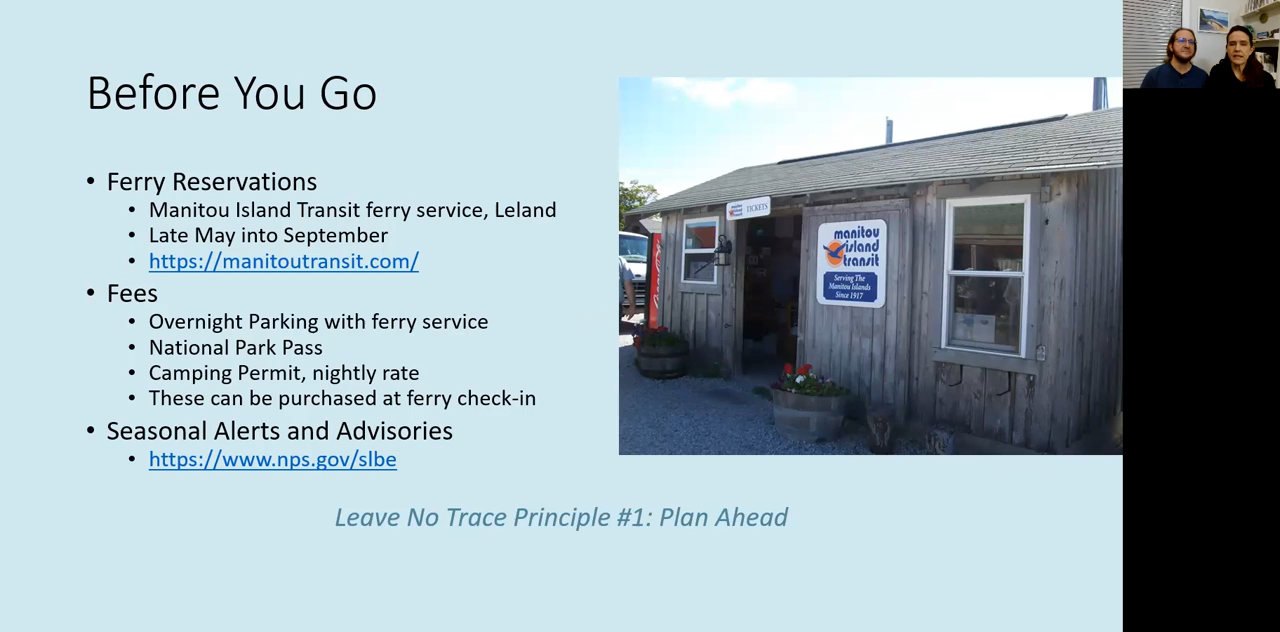 Before You Go
• Ferry Reservations
• Manitou Island Transit ferry service, Leland
• Late May into September
• https://manitoutransit.com/
• Fees
• Overnight Parking with ferry service
• National Park Pass
• Camping Permit, nightly rate
• These can be purchased at ferry check-in
• Seasonal Alerts and Advisories
• https://www.nps.gov/slbe
Leave No Trace Principle #1: Plan Ahead
TICKETS
manitou
island
transit
Serving The
Manitou Islands
Since 1917